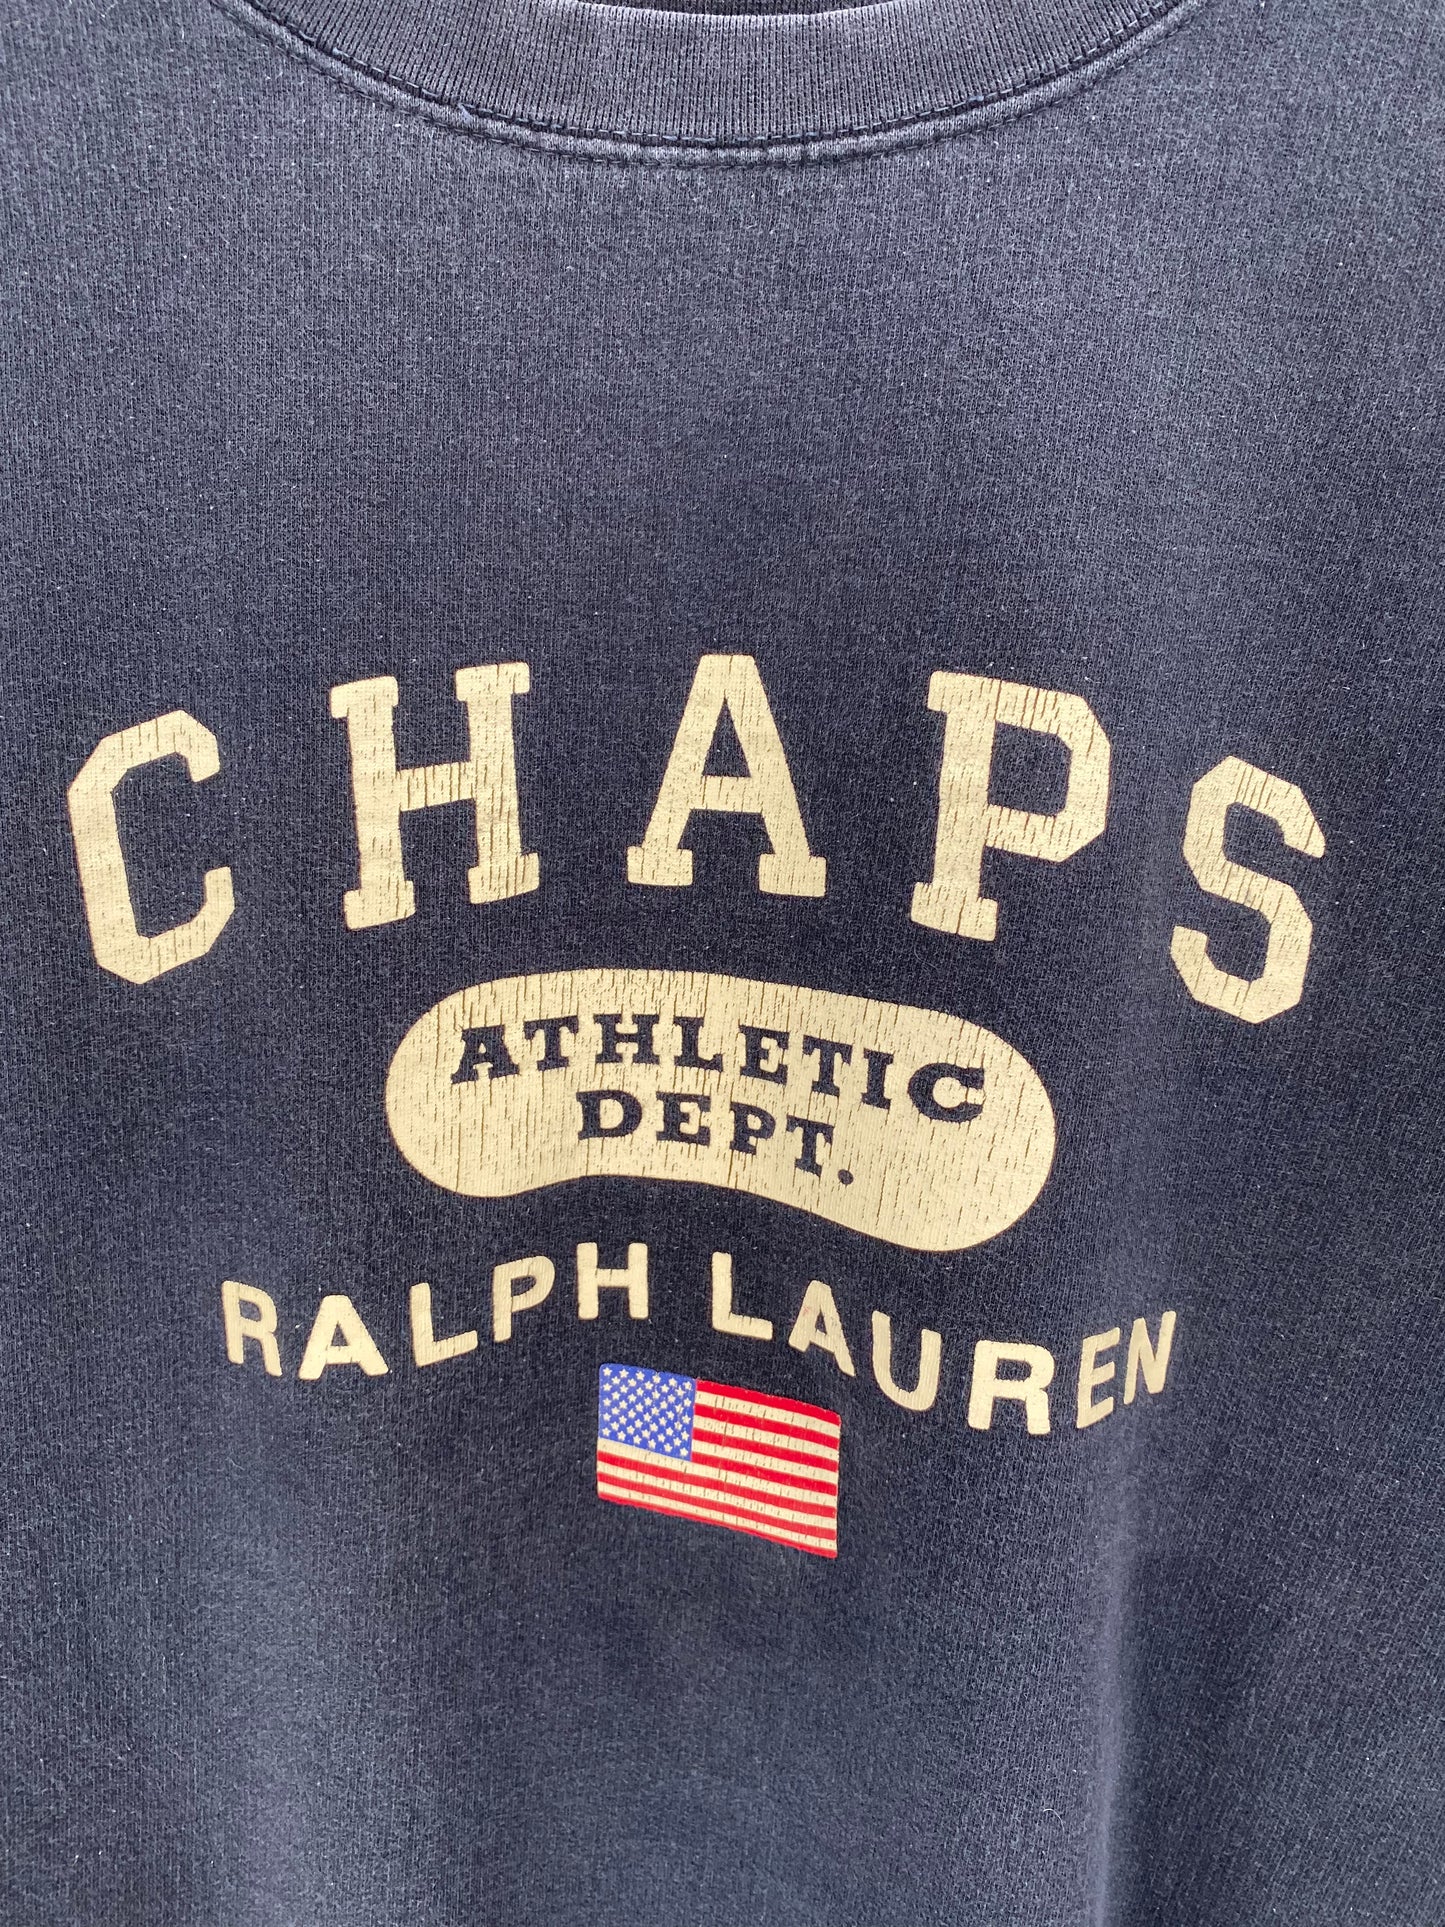 CHAPS
ATHLETIC
DEPT.
RALPH LAUREN